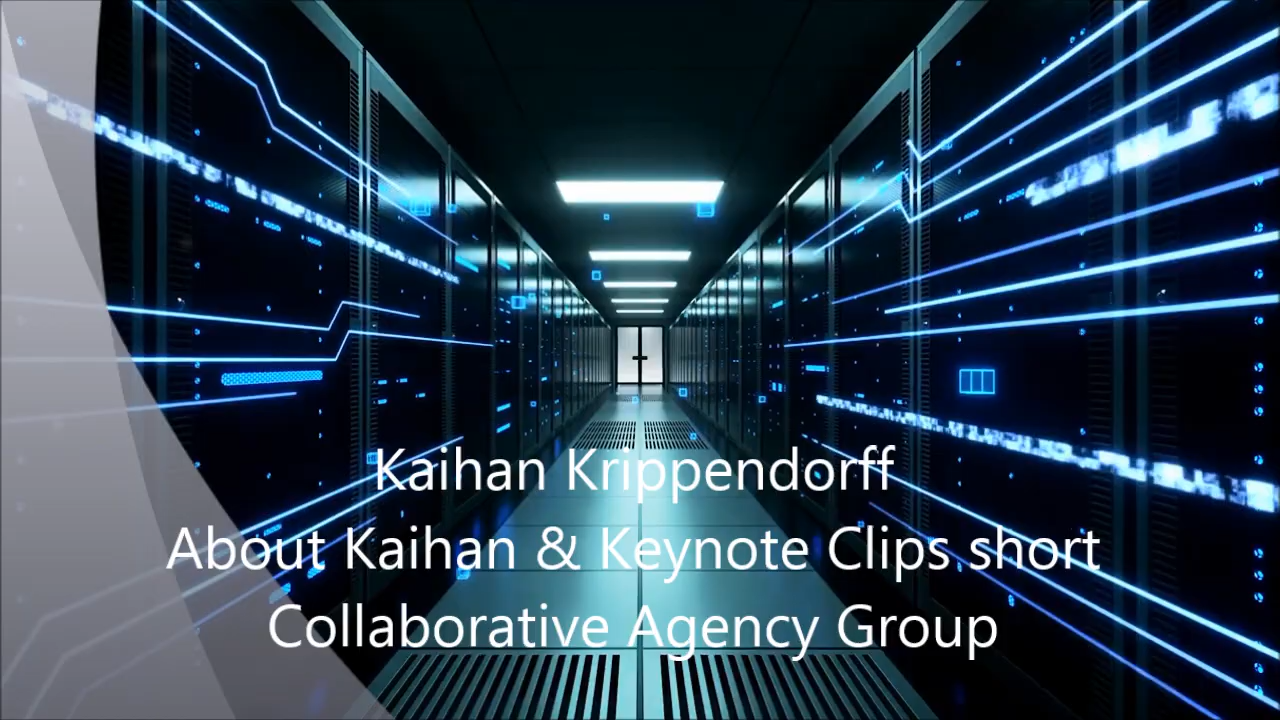 Kaihan Krippendorff
About Kaihan & Keynote Clips short
Collaborative Agency Group